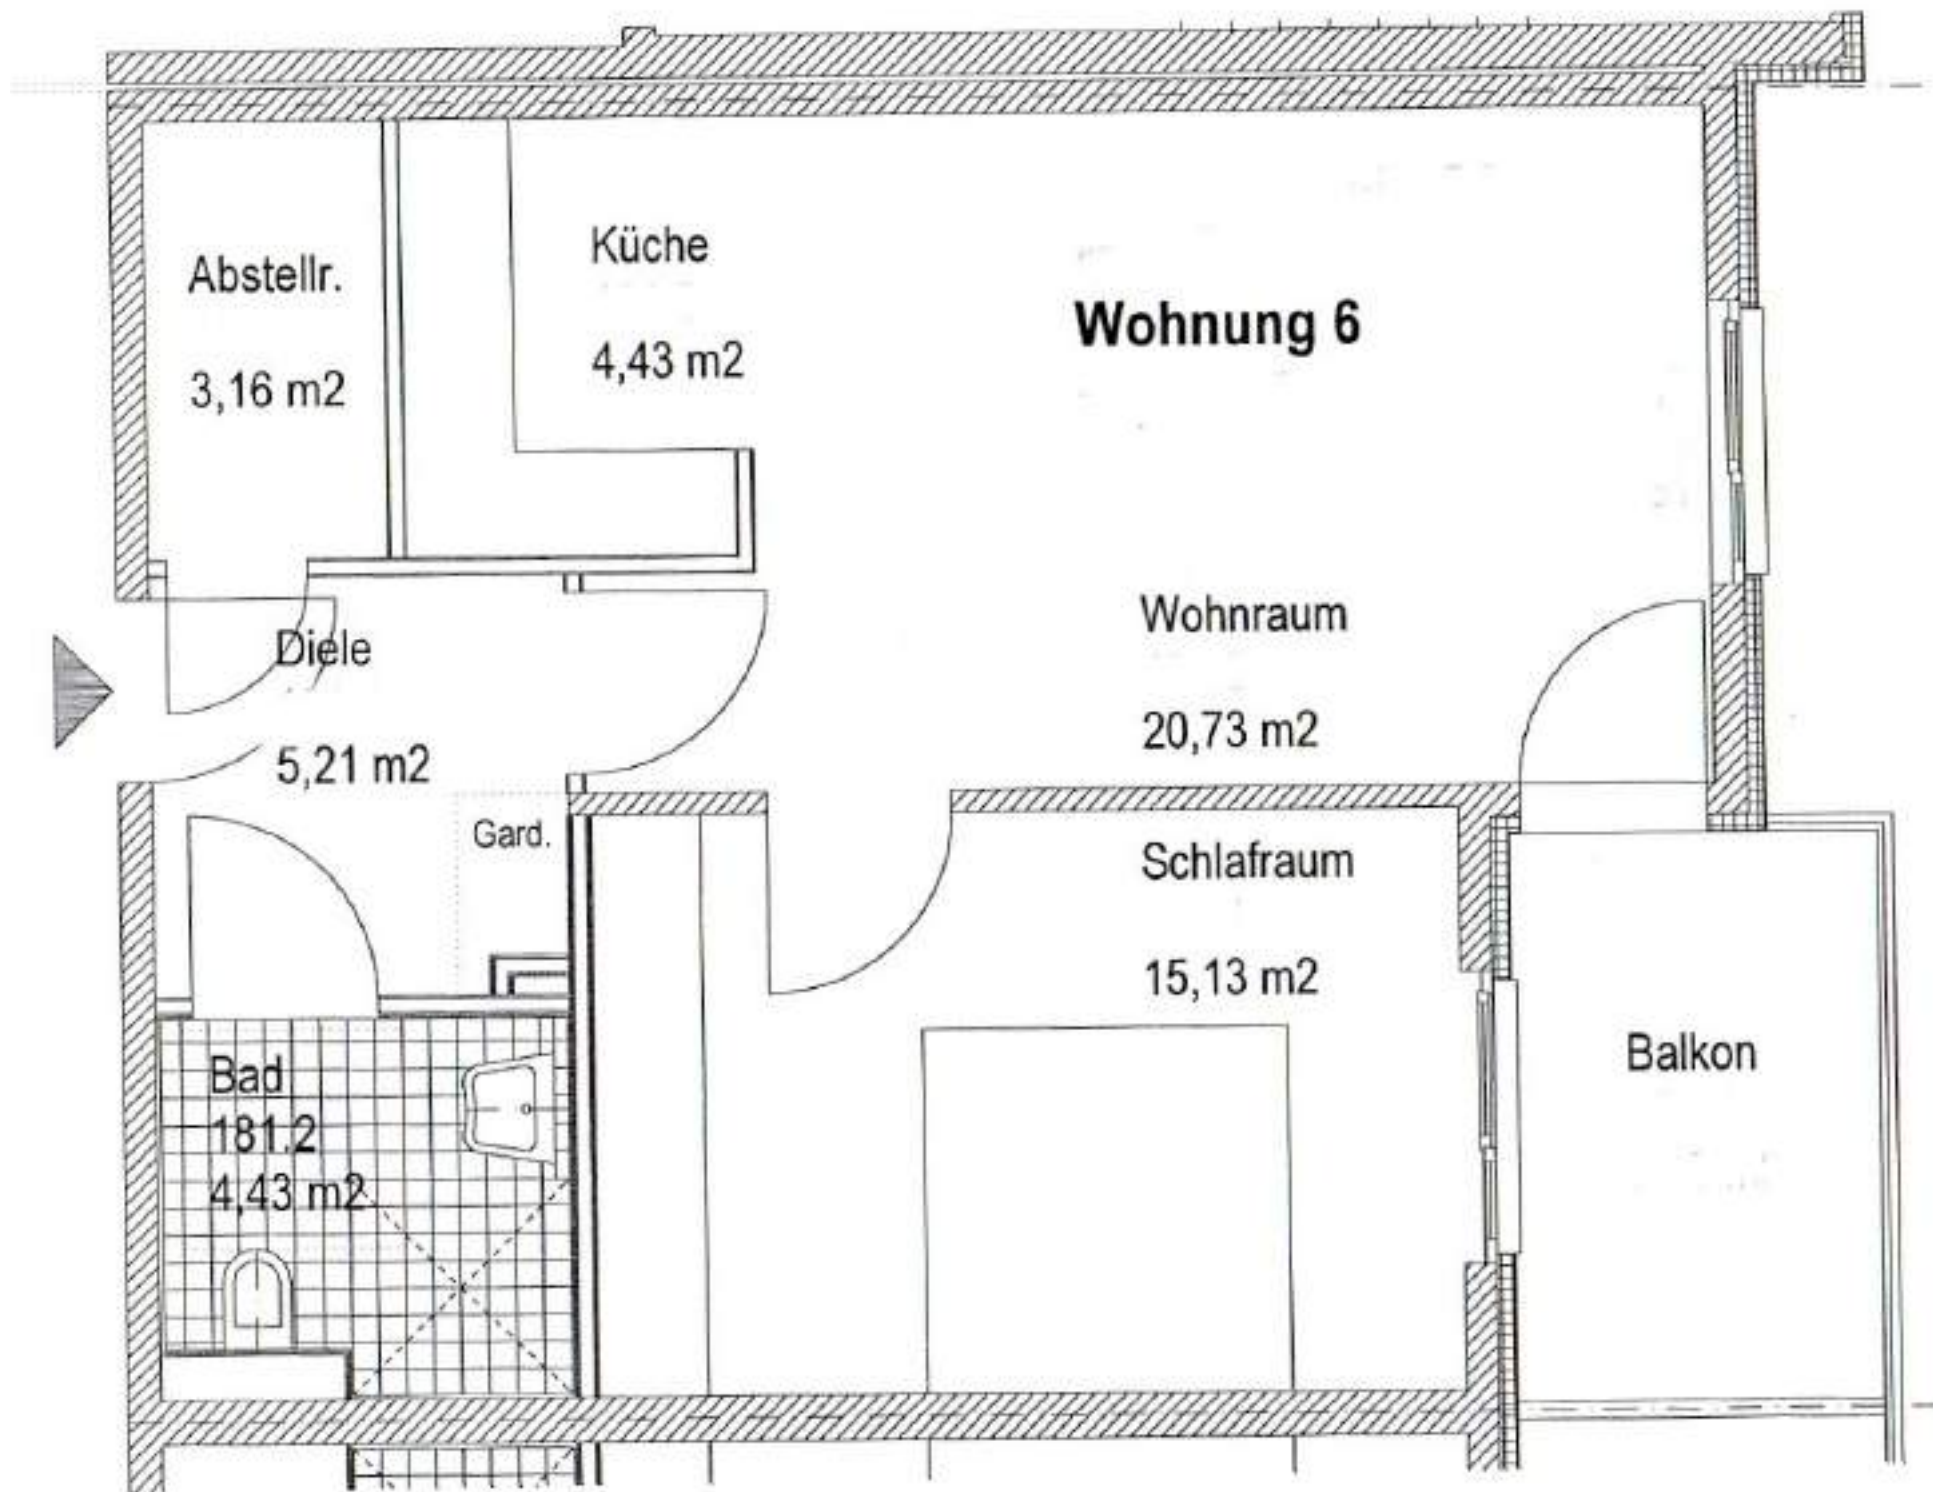 Küche
Abstellr.
4,43 m2
3,16 m2
Wohnung 6
Wohnraum
20,73 m2
Diele
5,21 m2
Gard.
Schlafraum
15,13 m2
Bad
181.2
4,43 m2
Balkon